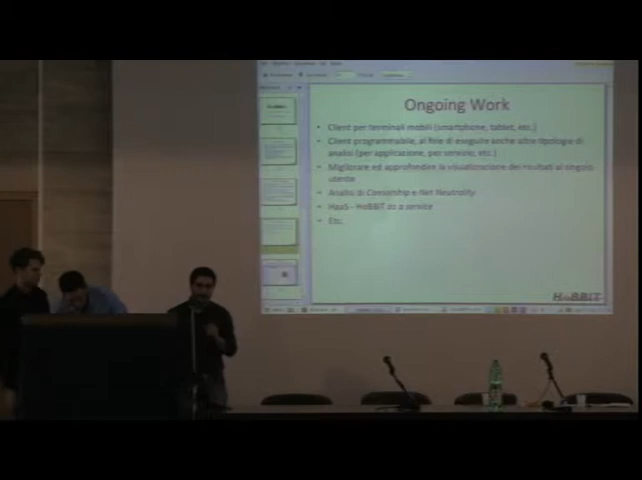 Ongoing Work
• Client per terminali mobili (smartphone, tablet, etc.)
• Client programmabile, al fine di eseguire anche altre tipologie di
analisi (per applicazione, per servizio, etc.)
• Migliorare ed approfondire la visualizzazione dei risultati al singolo
utente
• Analisi di Censorship e Net Neutrality
• HaaS - HoBBIT as a service
• Etc.
HoBBIT